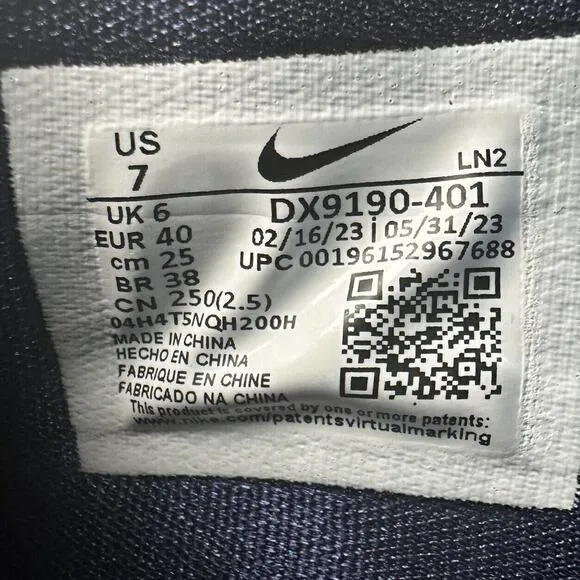 US
7
LN2
UK 6
DX9190-401
EUR 40
02/16/23 | 05/31/23
cm 25
UPC 00196152967688
BR 38
CN 250(2.5)
04H4T5NQH200H
MADE IN CHINA
HECHO EN CHINA
FABRIQUE EN CHINE
FABRICADO NA CHINA
This product is covered by one or more patents:
www.nike.com/patentsvirtualmarking